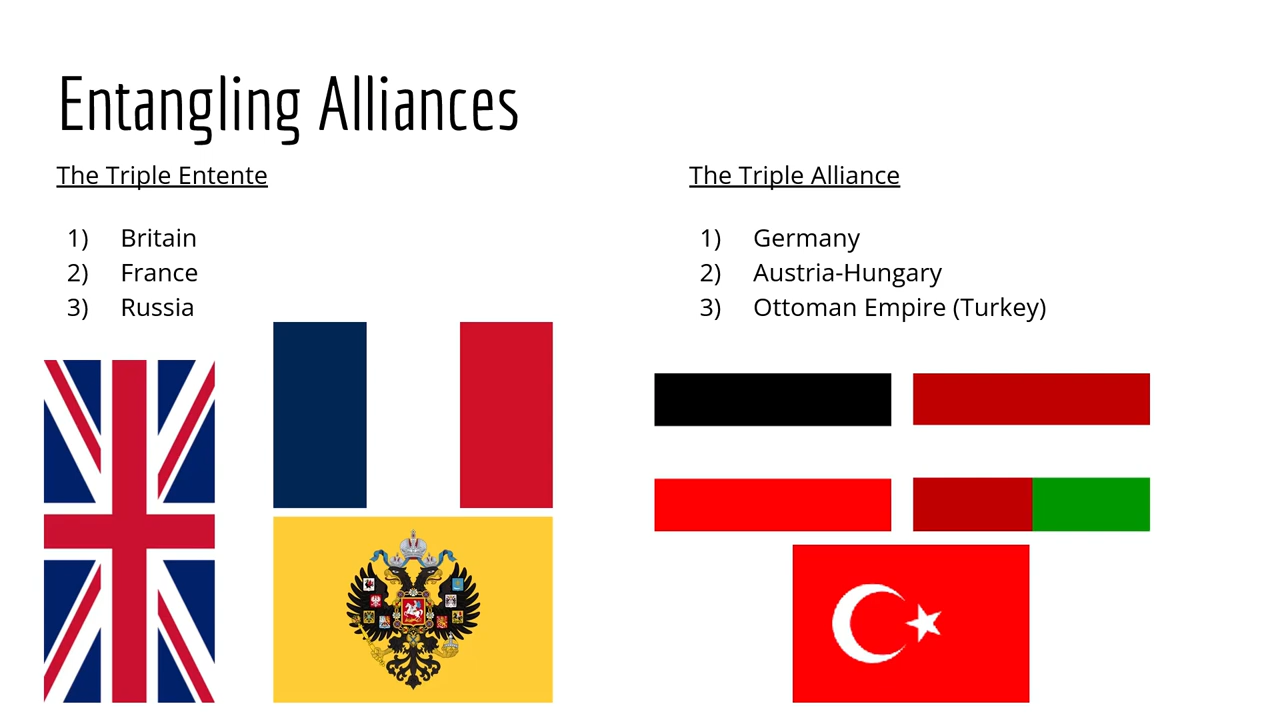 Entangling Alliances
The Triple Entente
1) Britain
2) France
3) Russia
The Triple Alliance
1) Germany
2) Austria-Hungary
3) Ottoman Empire (Turkey)